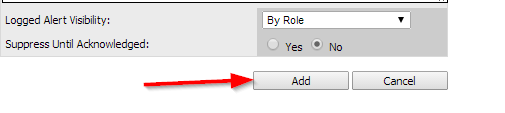 Logged Alert Visibility: By Role
Suppress Until Acknowledged: Yes No
Add Cancel